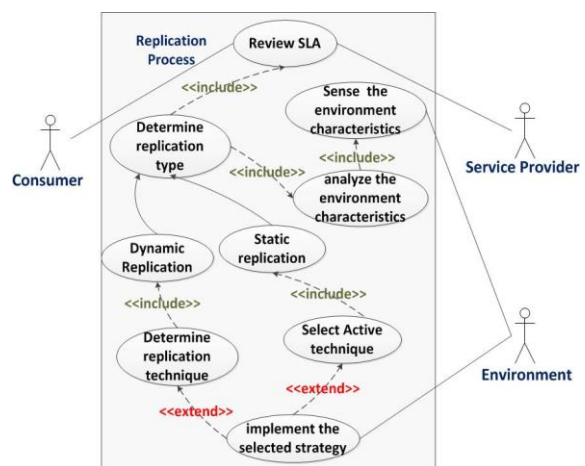 Replication
Process
Review SLA
<<include>>
Sense  the
environment
characteristics
Determine
replication
type
<<include>>
<<include>>
analyze the
environment
characteristics
Consumer
Service Provider
Dynamic
Replication
Static
replication
<<include>>
<<include>>
Determine
replication
technique
Select Active
technique
Environment
<<extend>>
<<extend>>
implement the
selected strategy